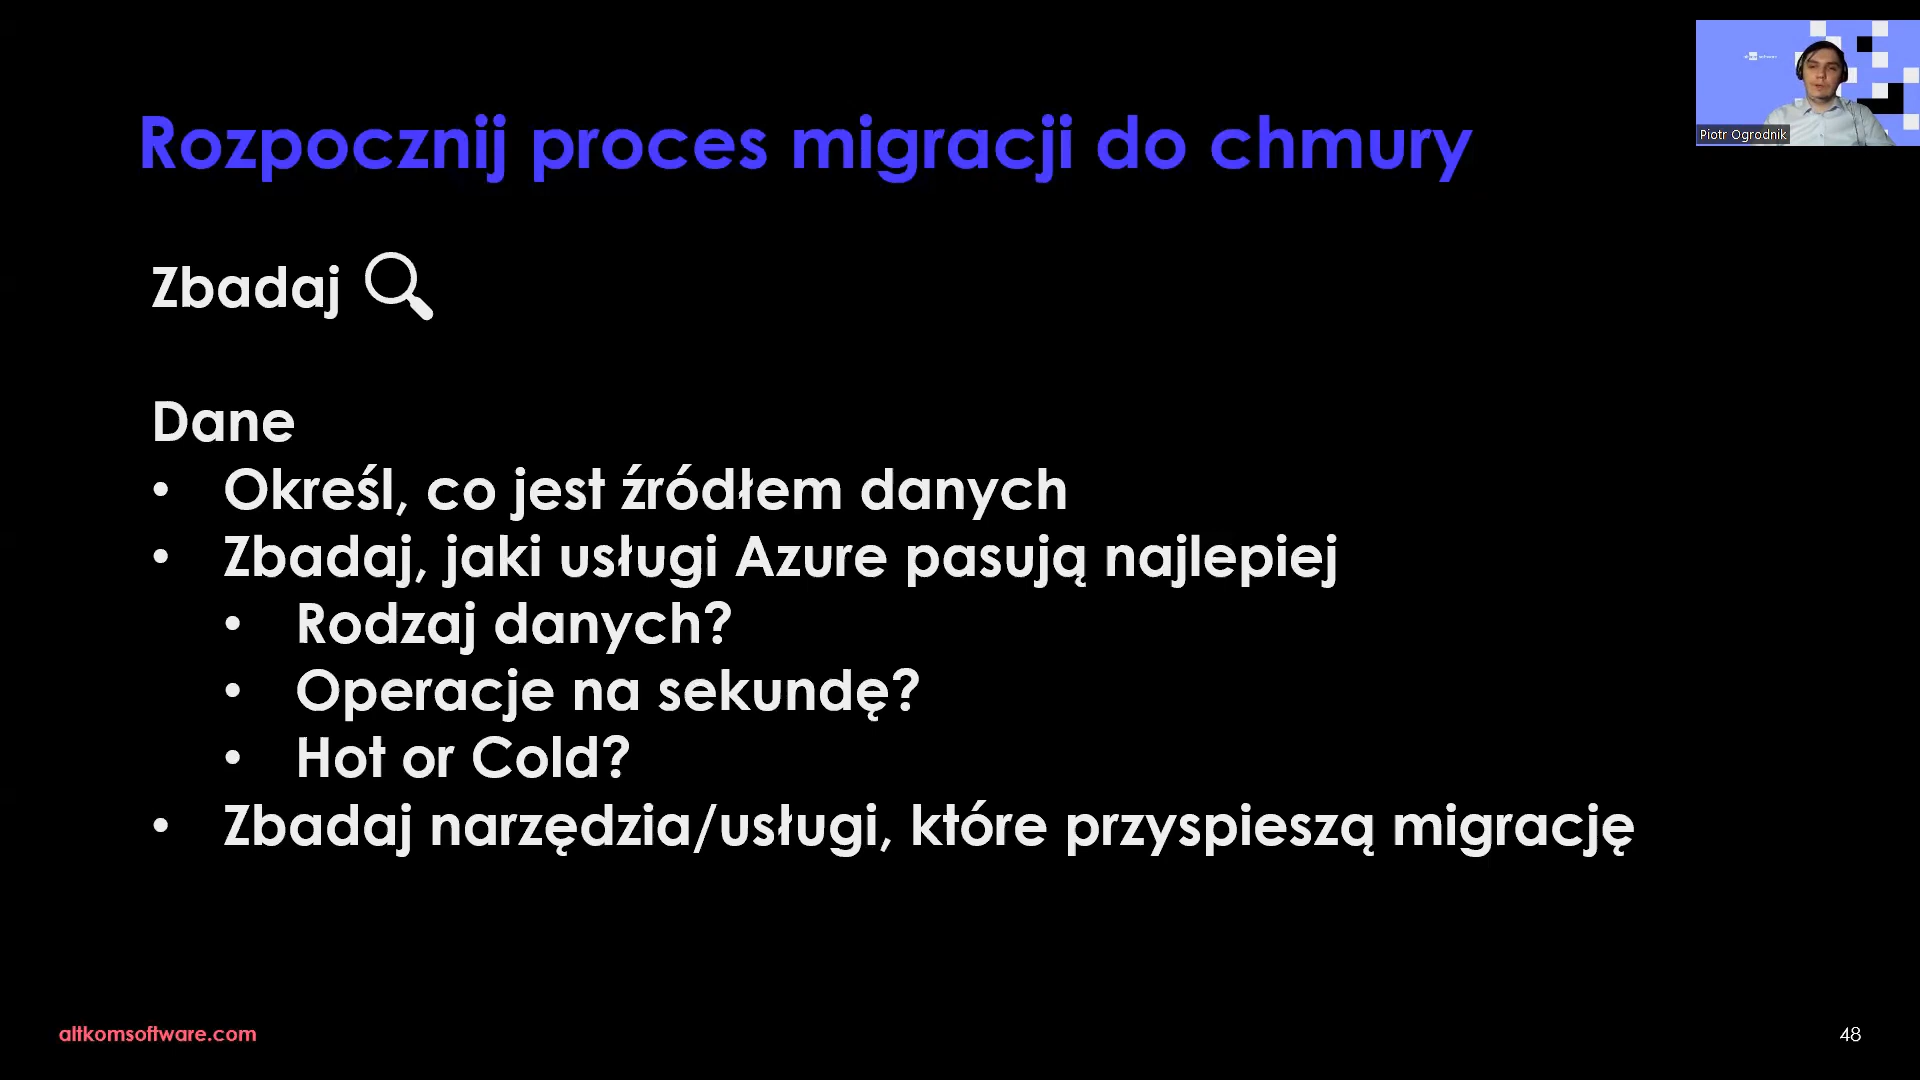 Rozpocznij proces migracji do chmury
Piotr Ogrodnik
Zbadaj
Dane
• Określ, co jest źródłem danych
• Zbadaj, jaki usługi Azure pasują najlepiej
• Rodzaj danych?
• Operacje na sekundę?
• Hot or Cold?
• Zbadaj narzędzia/usługi, które przyspieszą migrację
altkomsoftware.com
48